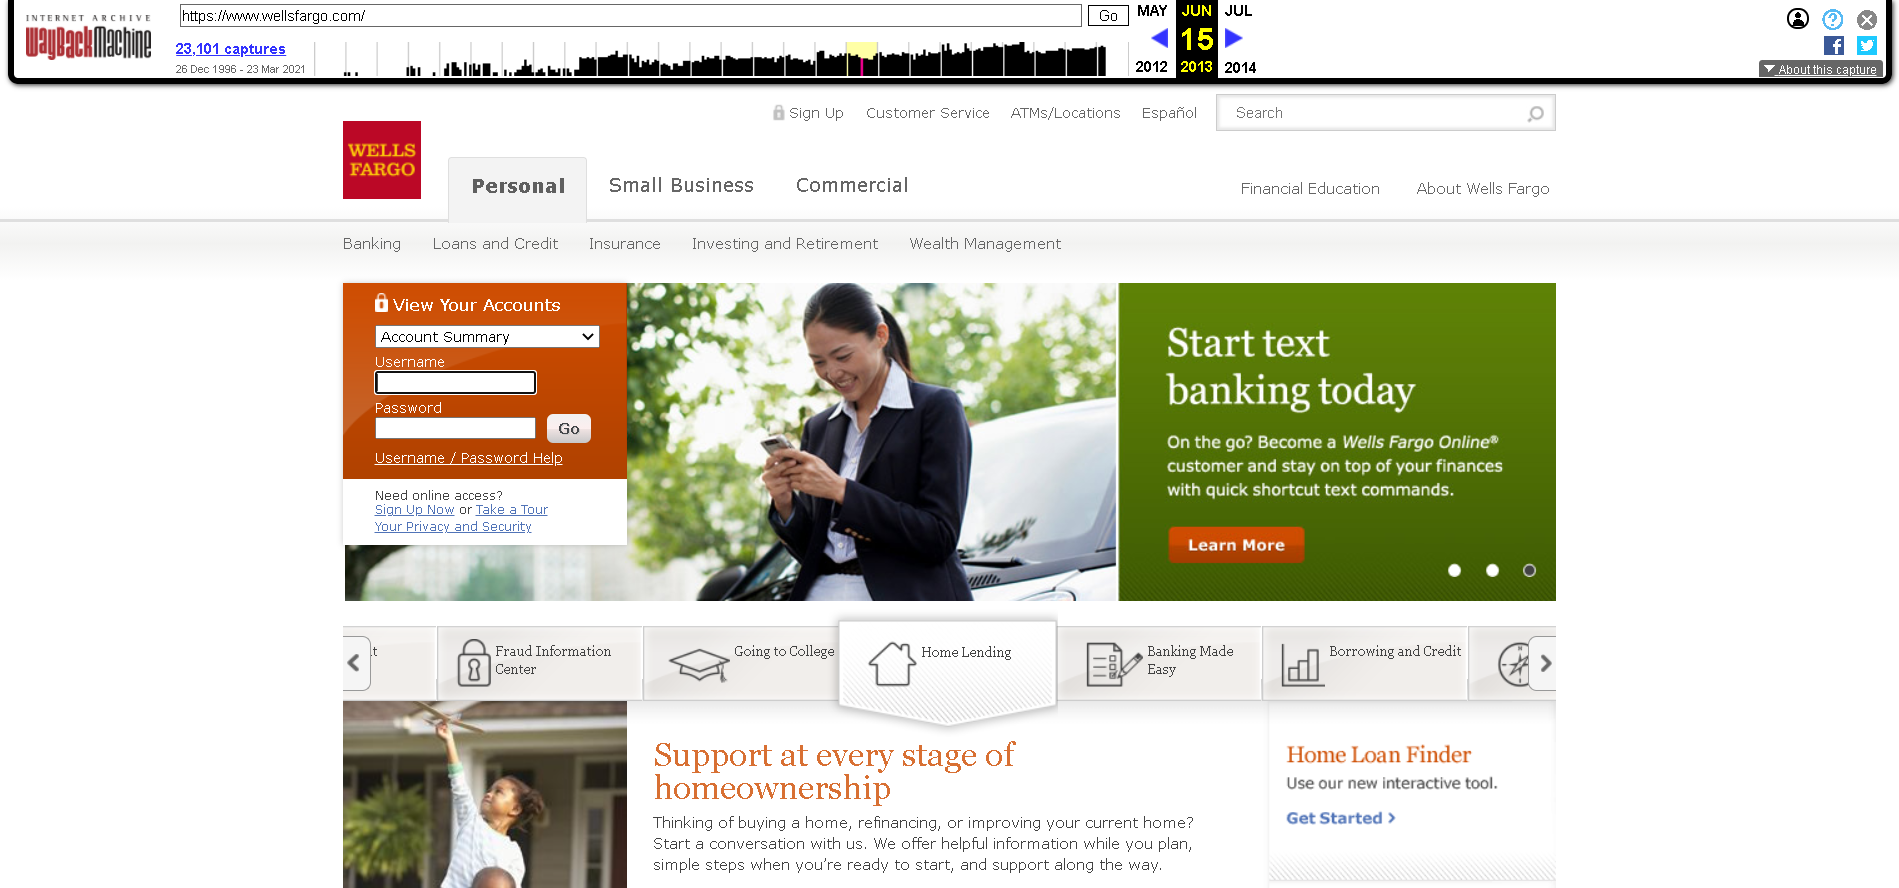 INTERNET ARCHIVE
WayBackMachine
https://www.wellsfargo.com/
Go
23,101 captures
26 Dec 1996 - 23 Mar 2021
MAY JUN JUL
15
2012 2013 2014
About this capture
Sign Up Customer Service ATMs/Locations Español Search
WELLS
FARGO
Personal Small Business Commercial
Financial Education About Wells Fargo
Banking Loans and Credit Insurance Investing and Retirement Wealth Management
View Your Accounts
Account Summary
Username
Password
Go
Username / Password Help
Need online access?
Sign Up Now or Take a Tour
Your Privacy and Security
Start text
banking today
On the go? Become a Wells Fargo Online®
customer and stay on top of your finances
with quick shortcut text commands.
Learn More
Fraud Information
Center
Going to College
Home Lending
Banking Made
Easy
Borrowing and Credit
Support at every stage of
homeownership
Thinking of buying a home, refinancing, or improving your current home?
Start a conversation with us. We offer helpful information while you plan,
simple steps when you're ready to start, and support along the way.
Home Loan Finder
Use our new interactive tool.
Get Started